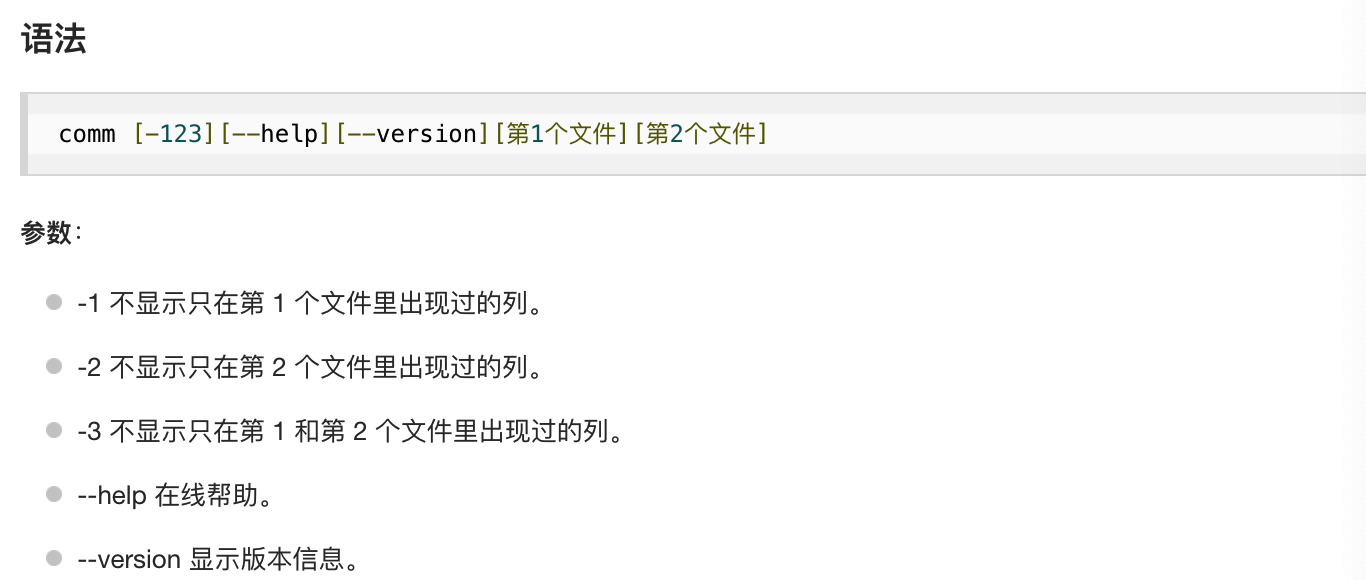 语法
comm [-123][--help][--version][第1个文件][第2个文件]
参数：
-1 不显示只在第 1 个文件里出现过的列。
-2 不显示只在第 2 个文件里出现过的列。
-3 不显示只在第 1 和第 2 个文件里出现过的列。
--help 在线帮助。
--version 显示版本信息。